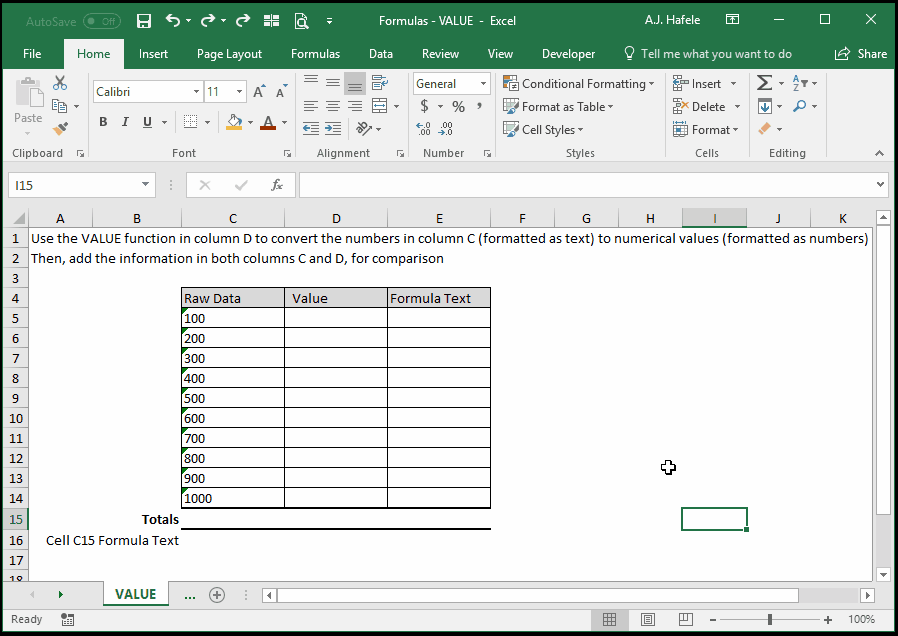 AutoSave Off Formulas - VALUE - Excel A.J. Hafele
File Home Insert Page Layout Formulas Data Review View Developer Tell me what you want to do Share
Paste Calibri 11 General Conditional Formatting Insert
B I U $ % , Format as Table Delete
Cell Styles Format
Clipboard Font Alignment Number Styles Cells Editing
I15 fx
A B C D E F G H I J K
1 Use the VALUE function in column D to convert the numbers in column C (formatted as text) to numerical values (formatted as numbers)
2 Then, add the information in both columns C and D, for comparison
3
4 Raw Data Value Formula Text
5 100
6 200
7 300
8 400
9 500
10 600
11 700
12 800
13 900
14 1000
15 Totals
16 Cell C15 Formula Text
17
18
VALUE ...
Ready 100%